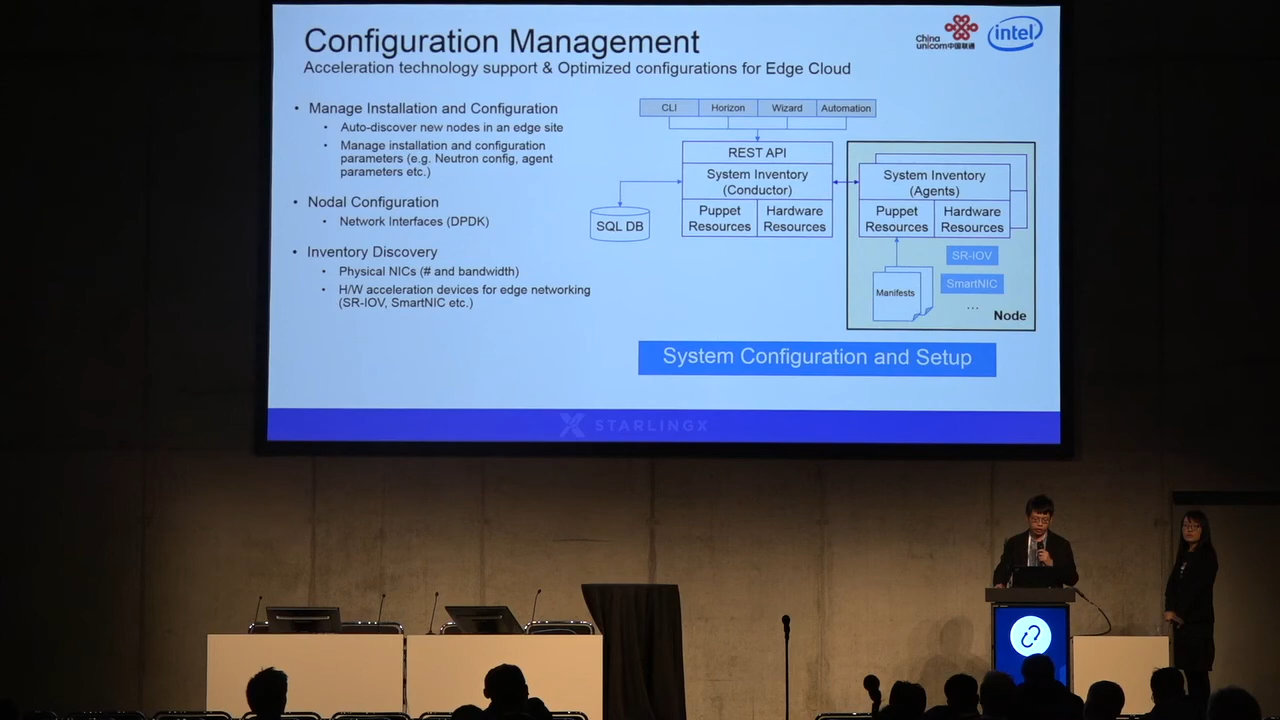 Configuration Management
Acceleration technology support & Optimized configurations for Edge Cloud
China
unicom中国联通
intel
• Manage Installation and Configuration
• Auto-discover new nodes in an edge site
• Manage installation and configuration
parameters (e.g. Neutron config, agent
parameters etc.)
• Nodal Configuration
• Network Interfaces (DPDK)
• Inventory Discovery
• Physical NICs (# and bandwidth)
• H/W acceleration devices for edge networking
(SR-IOV, SmartNIC etc.)
CLI
Horizon
Wizard
Automation
REST API
System Inventory
(Conductor)
Puppet
Resources
Hardware
Resources
SQL DB
System Inventory
(Agents)
Puppet
Resources
Hardware
Resources
SR-IOV
SmartNIC
...
Manifests
Node
System Configuration and Setup
STARLINGX